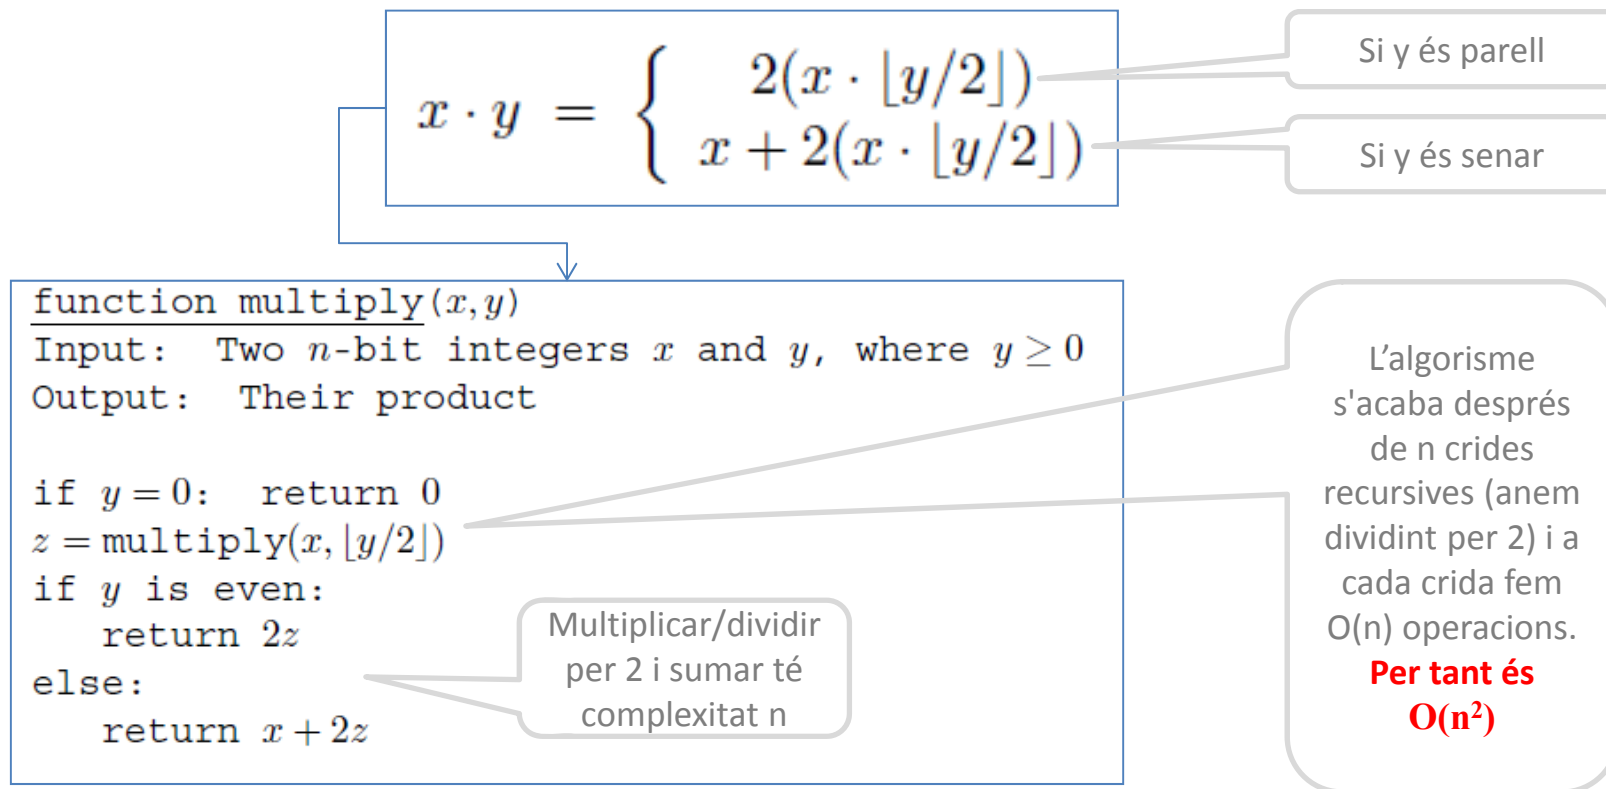 x · y = { 2(x · ⌊y/2⌋)
x + 2(x · ⌊y/2⌋)
Si y és parell
Si y és senar
function multiply(x, y)
Input: Two n-bit integers x and y, where y ≥ 0
Output: Their product
if y = 0: return 0
z = multiply(x, ⌊y/2⌋)
if y is even:
return 2z
else:
return x + 2z
Multiplicar/dividir
per 2 i sumar té
complexitat n
L’algorisme
s'acaba després
de n crides
recursives (anem
dividint per 2) i a
cada crida fem
O(n) operacions.
Per tant és
O(n²)